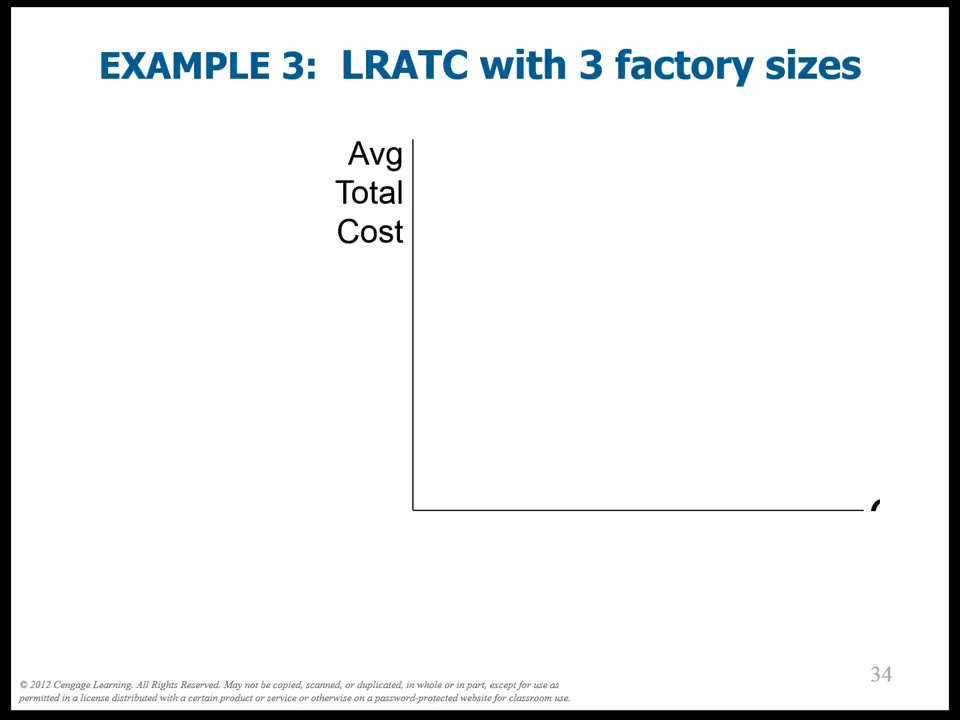 EXAMPLE 3: LRATC with 3 factory sizes
Avg
Total
Cost
34
© 2012 Cengage Learning. All Rights Reserved. May not be copied, scanned, or duplicated, in whole or in part, except for use as
permitted in a license distributed with a certain product or service or otherwise on a password-protected website for classroom use.